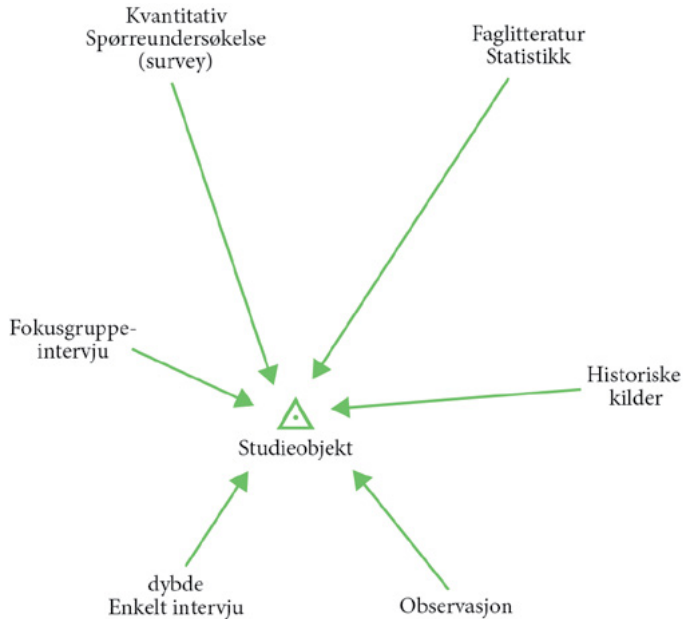 Kvantitativ
Spørreundersøkelse
(survey)
Faglitteratur
Statistikk
Fokusgruppe-
intervju
Historiske
kilder
Studieobjekt
dybde
Enkelt intervju
Observasjon